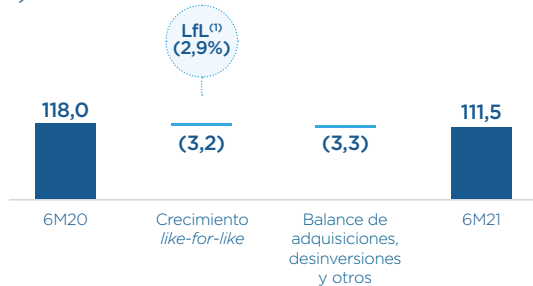 LfL(1)
(2,9%)
118,0
(3,2)
(3,3)
111,5
6M20
Crecimiento
like-for-like
Balance de
adquisiciones,
desinversiones
y otros
6M21